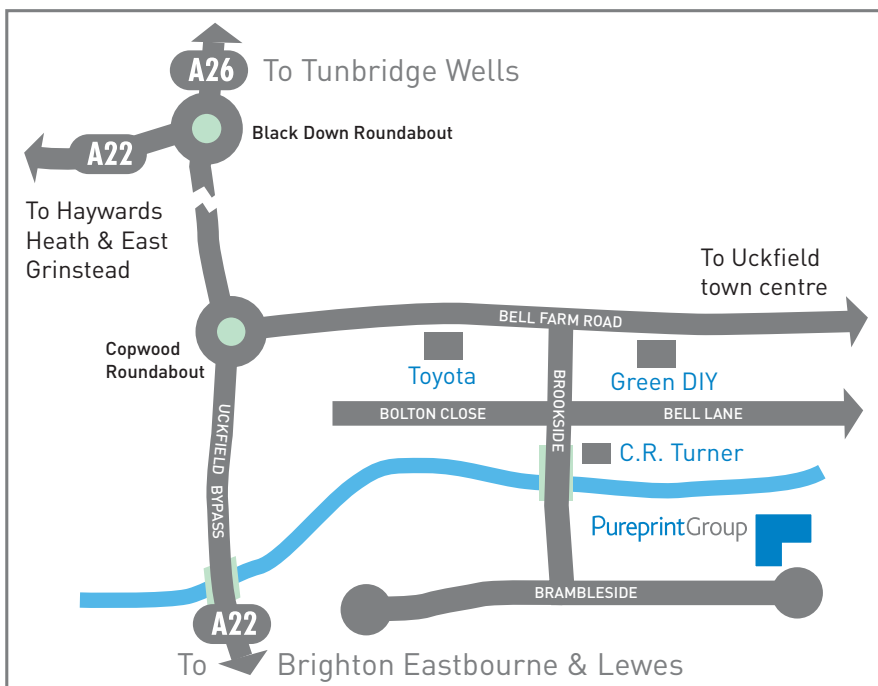 A26
To Tunbridge Wells
Black Down Roundabout
A22
To Haywards
Heath & East
Grinstead
To Uckfield
town centre
BELL FARM ROAD
Copwood
Roundabout
Toyota
Green DIY
BROOKSIDE
BOLTON CLOSE
BELL LANE
UCKFIELD BYPASS
C.R. Turner
PureprintGroup
BRAMBLESIDE
A22
To Brighton Eastbourne & Lewes